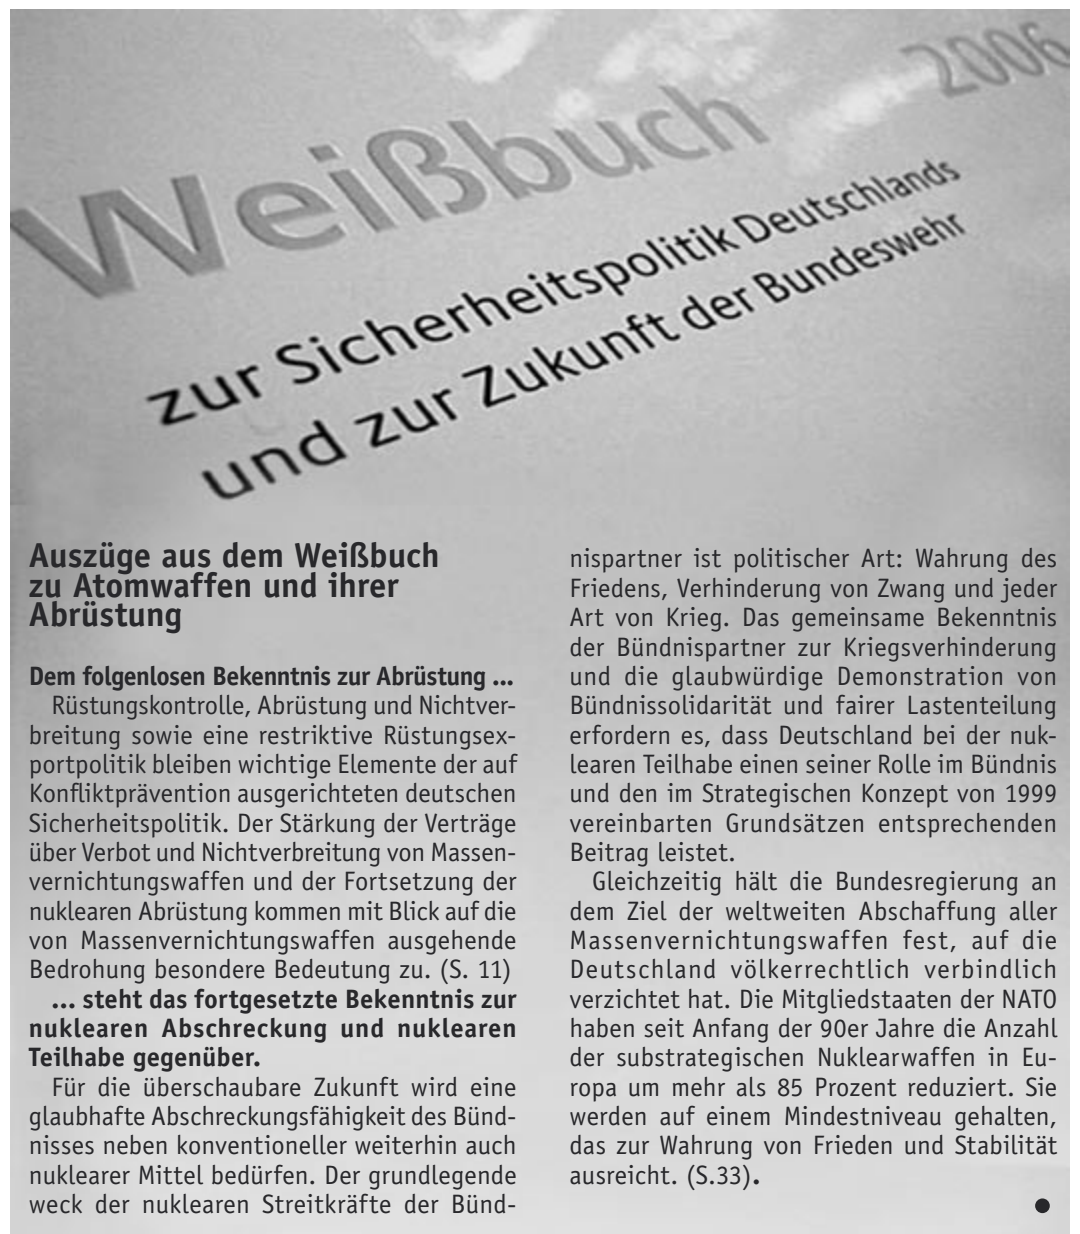 Weißbuch 2006
zur Sicherheitspolitik Deutschlands
und zur Zukunft der Bundeswehr
Auszüge aus dem Weißbuch
zu Atomwaffen und ihrer
Abrüstung
Dem folgenlosen Bekenntnis zur Abrüstung ...
Rüstungskontrolle, Abrüstung und Nichtver-
breitung sowie eine restriktive Rüstungsex-
portpolitik bleiben wichtige Elemente der auf
Konfliktprävention ausgerichteten deutschen
Sicherheitspolitik. Der Stärkung der Verträge
über Verbot und Nichtverbreitung von Massen-
vernichtungswaffen und der Fortsetzung der
nuklearen Abrüstung kommen mit Blick auf die
von Massenvernichtungswaffen ausgehende
Bedrohung besondere Bedeutung zu. (S. 11)
... steht das fortgesetzte Bekenntnis zur
nuklearen Abschreckung und nuklearen
Teilhabe gegenüber.
Für die überschaubare Zukunft wird eine
glaubhafte Abschreckungsfähigkeit des Bünd-
nisses neben konventioneller weiterhin auch
nuklearer Mittel bedürfen. Der grundlegende
weck der nuklearen Streitkräfte der Bünd-
nispartner ist politischer Art: Wahrung des
Friedens, Verhinderung von Zwang und jeder
Art von Krieg. Das gemeinsame Bekenntnis
der Bündnispartner zur Kriegsverhinderung
und die glaubwürdige Demonstration von
Bündnissolidarität und fairer Lastenteilung
erfordern es, dass Deutschland bei der nuk-
learen Teilhabe einen seiner Rolle im Bündnis
und den im Strategischen Konzept von 1999
vereinbarten Grundsätzen entsprechenden
Beitrag leistet.
Gleichzeitig hält die Bundesregierung an
dem Ziel der weltweiten Abschaffung aller
Massenvernichtungswaffen fest, auf die
Deutschland völkerrechtlich verbindlich
verzichtet hat. Die Mitgliedstaaten der NATO
haben seit Anfang der 90er Jahre die Anzahl
der substrategischen Nuklearwaffen in Eu-
ropa um mehr als 85 Prozent reduziert. Sie
werden auf einem Mindestniveau gehalten,
das zur Wahrung von Frieden und Stabilität
ausreicht. (S.33).
●